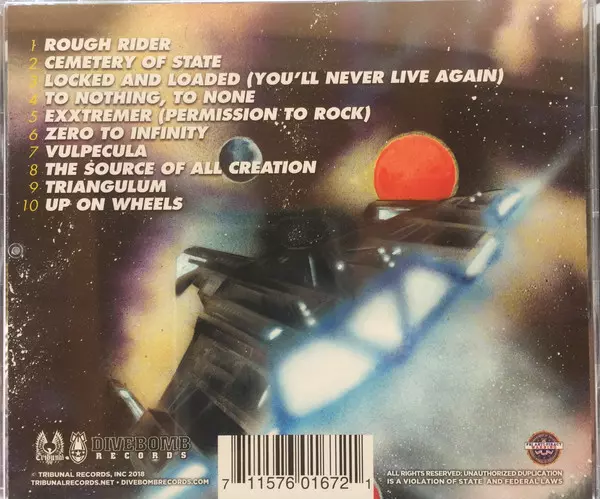 1 ROUGH RIDER
2 CEMETERY OF STATE
3 LOCKED AND LOADED (YOU'LL NEVER LIVE AGAIN)
4 TO NOTHING, TO NONE
5 EXXTREMER (PERMISSION TO ROCK)
6 ZERO TO INFINITY
7 VULPECULA
8 THE SOURCE OF ALL CREATION
9 TRIANGULUM
10 UP ON WHEELS
Tribunal
DIVEBOMB
RECORDS
© TRIBUNAL RECORDS, INC 2018
TRIBUNALRECORDS.NET • DIVEBOMBRECORDS.COM
7 11576 01672 1
ALL RIGHTS RESERVED: UNAUTHORIZED DUPLICATION
IS A VIOLATION OF STATE AND FEDERAL LAWS